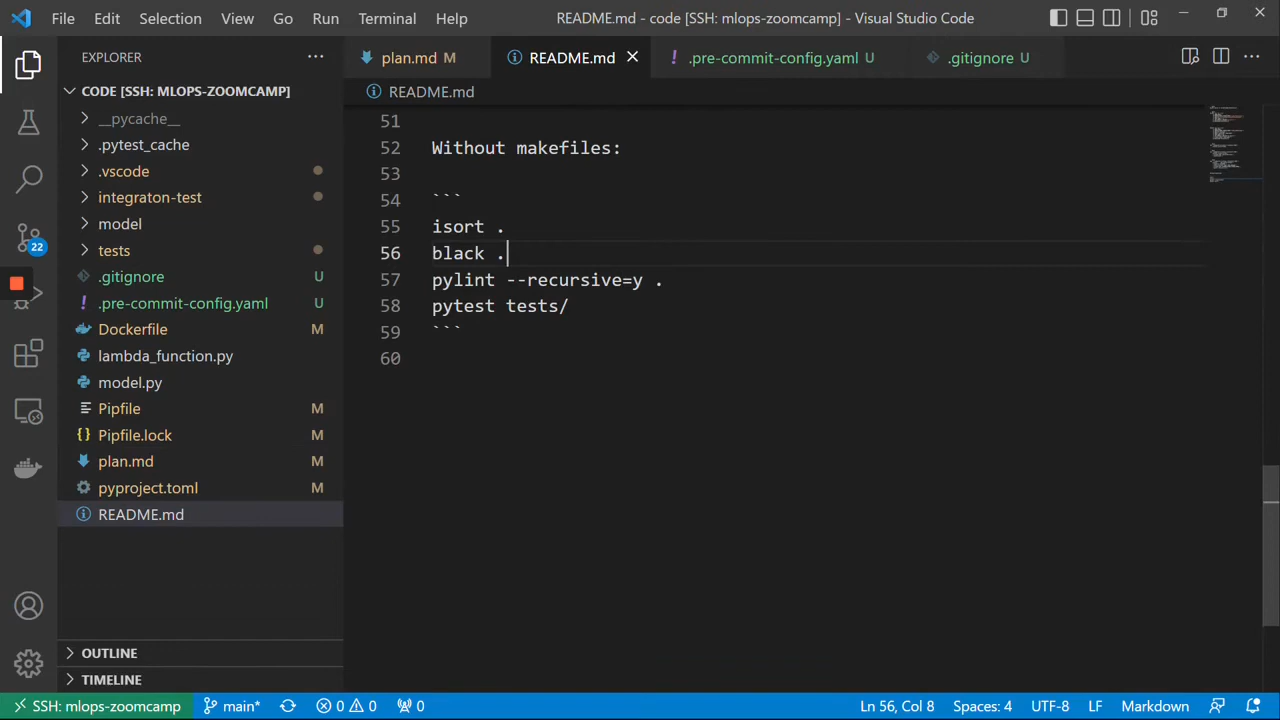 File Edit Selection View Go Run Terminal Help README.md - code [SSH: mlops-zoomcamp] - Visual Studio Code
EXPLORER
plan.md M README.md .pre-commit-config.yaml U .gitignore U
CODE [SSH: MLOPS-ZOOMCAMP]
README.md
__pycache__
.pytest_cache
.vscode
integraton-test
model
tests
.gitignore U
.pre-commit-config.yaml U
Dockerfile M
lambda_function.py
model.py
Pipfile M
Pipfile.lock M
plan.md M
pyproject.toml M
README.md
OUTLINE
TIMELINE
22
51
52 Without makefiles:
53
54 ```
55 isort .
56 black .
57 pylint --recursive=y .
58 pytest tests/
59 ```
60
SSH: mlops-zoomcamp main* 0 0 0 Ln 56, Col 8 Spaces: 4 UTF-8 LF Markdown